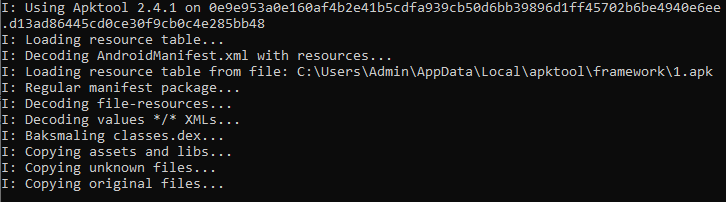 I: Using Apktool 2.4.1 on 0e9e953a0e160af4b2e41b5cdfa939cb50d6bb39896d1ff45702b6be4940e6ee
.d13ad86445cd0ce30f9cb0c4e285bb48
I: Loading resource table...
I: Decoding AndroidManifest.xml with resources...
I: Loading resource table from file: C:\Users\Admin\AppData\Local\apktool\framework\1.apk
I: Regular manifest package...
I: Decoding file-resources...
I: Decoding values */* XMLs...
I: Baksmaling classes.dex...
I: Copying assets and libs...
I: Copying unknown files...
I: Copying original files...